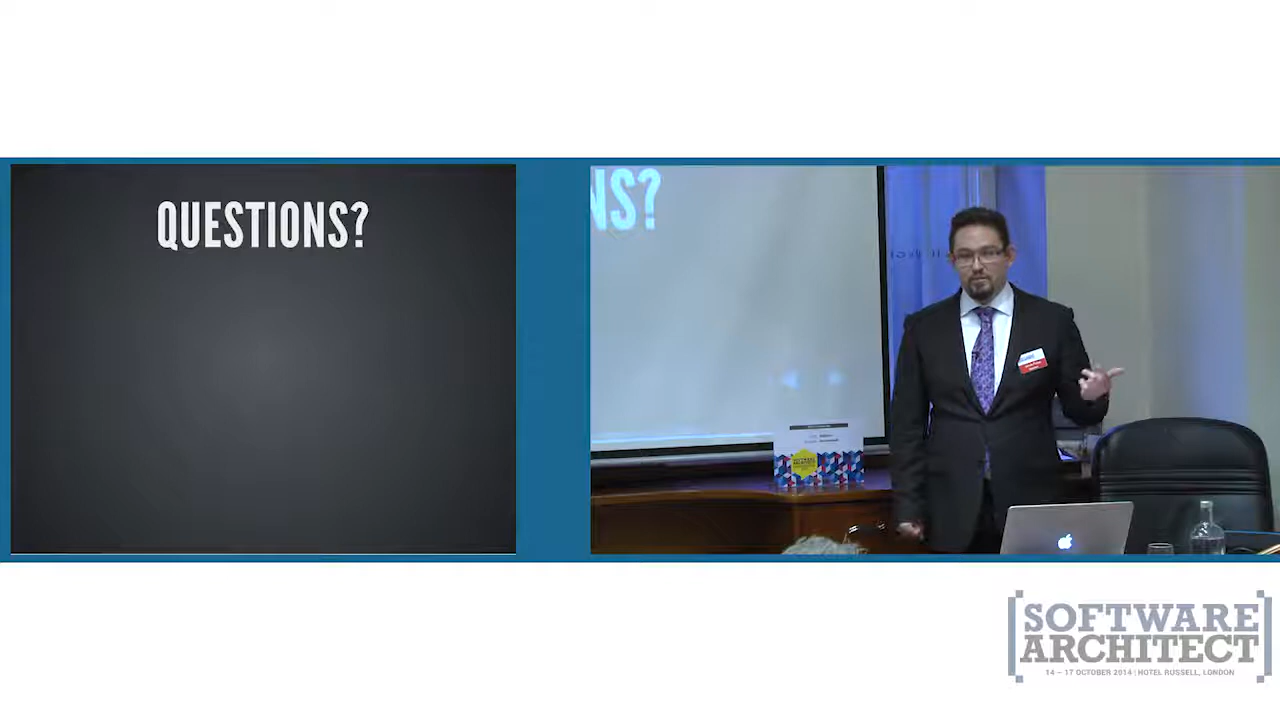 QUESTIONS?
NS?
[SOFTWARE
ARCHITECT]
14 – 17 OCTOBER 2014 | HOTEL RUSSELL, LONDON